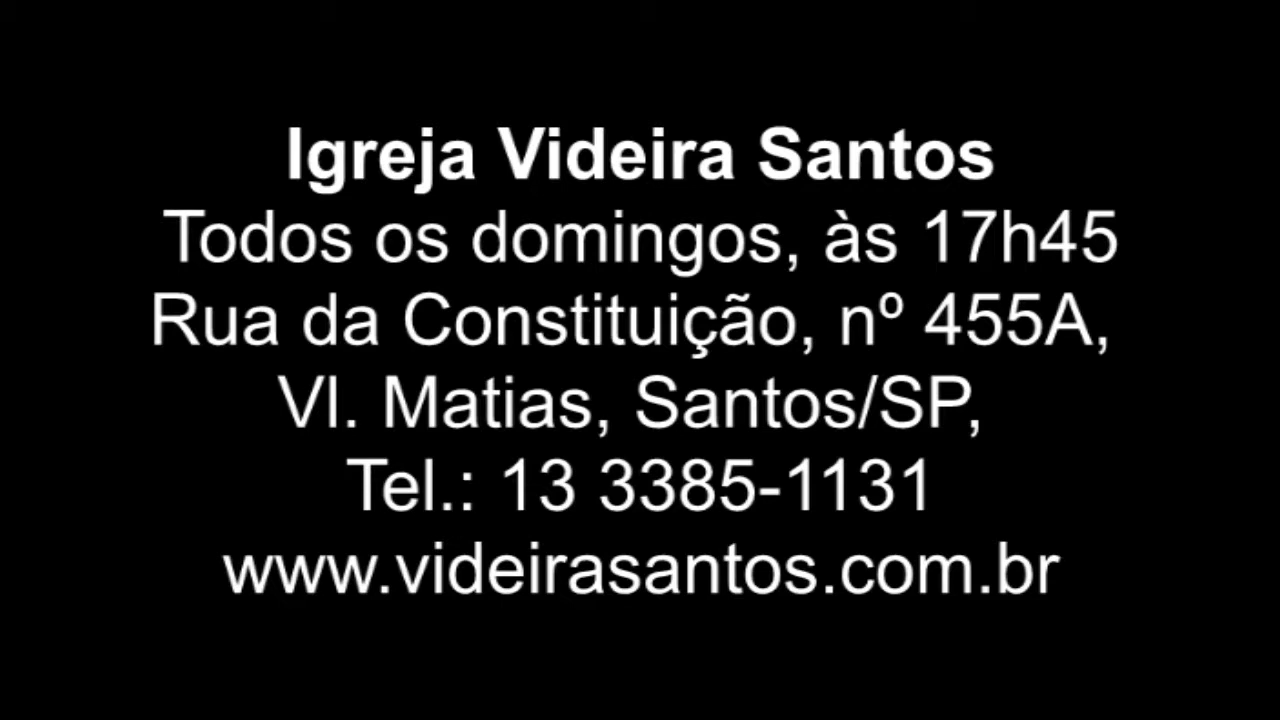 Igreja Videira Santos
Todos os domingos, às 17h45
Rua da Constituição, nº 455A,
Vl. Matias, Santos/SP,
Tel.: 13 3385-1131
www.videirasantos.com.br